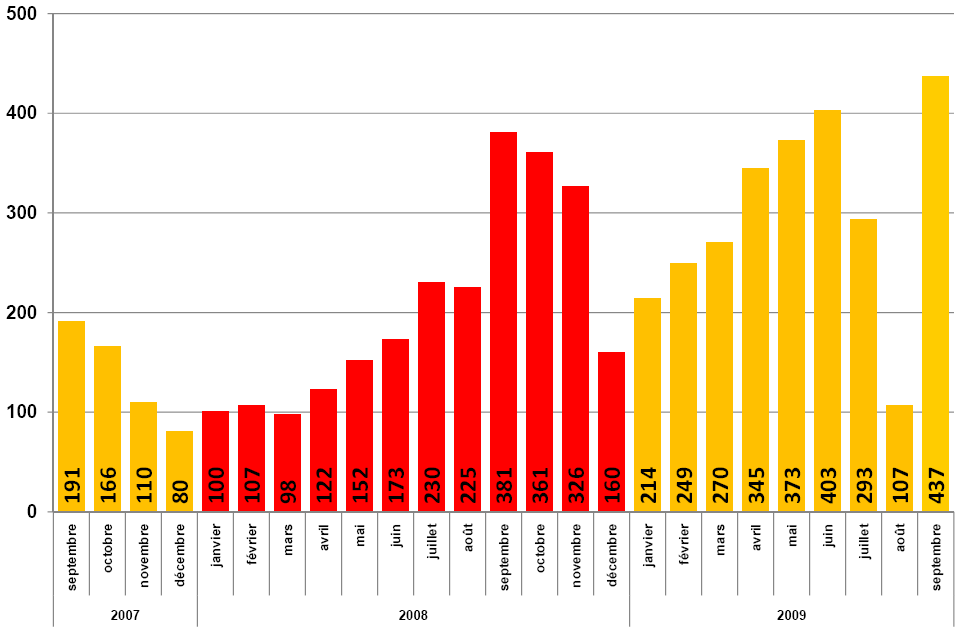 500
400
300
200
100
0
191 166 110 80 100 107 98 122 152 173 230 225 381 361 326 160 214 249 270 345 373 403 293 107 437
septembre octobre novembre décembre janvier février mars avril mai juin juillet août septembre octobre novembre décembre janvier février mars avril mai juin juillet août septembre
2007 2008 2009